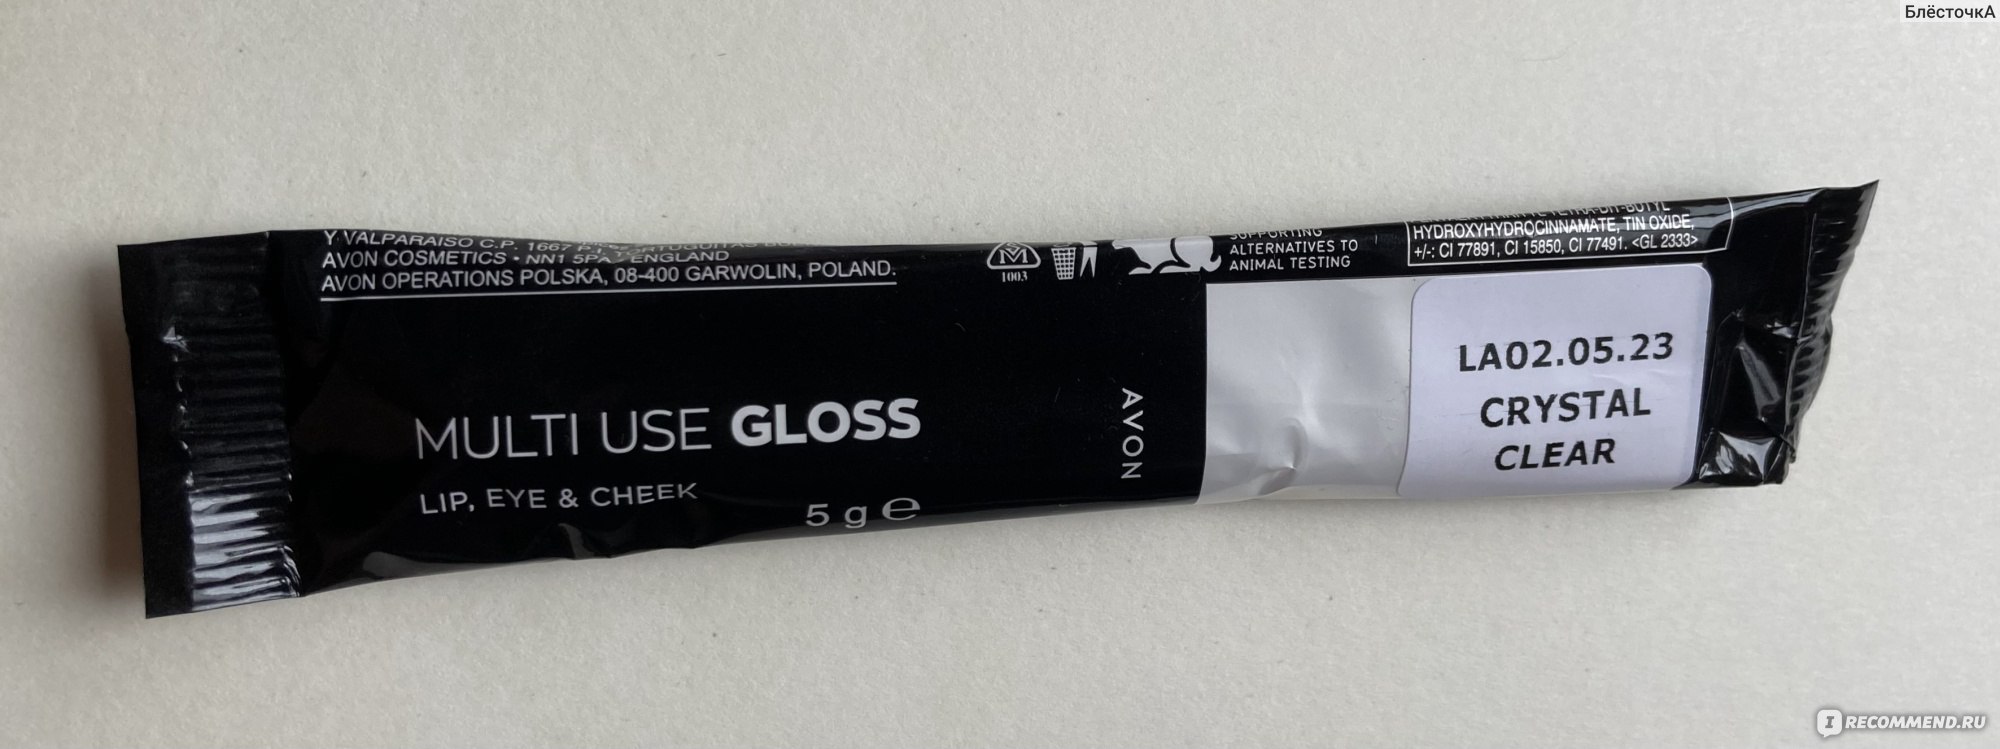 БлёсточкА
Y VALPARAISO C.P. 1667 P
AVON COSMETICS • NN1 5PA ENGLAND
AVON OPERATIONS POLSKA, 08-400 GARWOLIN, POLAND.
1003
SUPPORTING
ALTERNATIVES TO
ANIMAL TESTING
HYDROXYHYDROCINNAMATE, TIN OXIDE,
+/-: CI 77891, CI 15850, CI 77491. <GL 2333>
MULTI USE GLOSS
LIP, EYE & CHEEK
5 g e
AVON
LA02.05.23
CRYSTAL
CLEAR
IRECOMMEND.RU